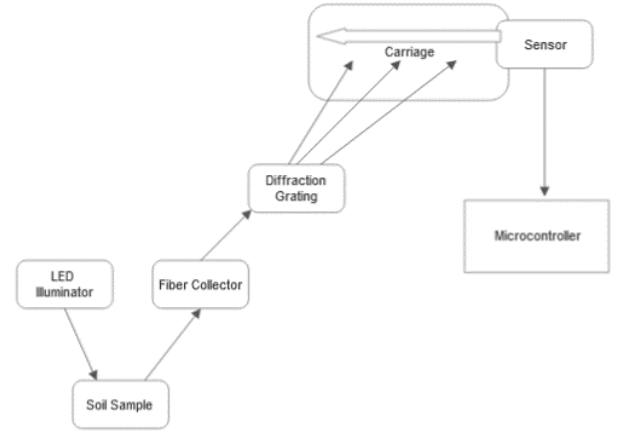 Carriage
Sensor
Diffraction
Grating
Microcontroller
LED
Illuminator
Fiber Collector
Soil Sample